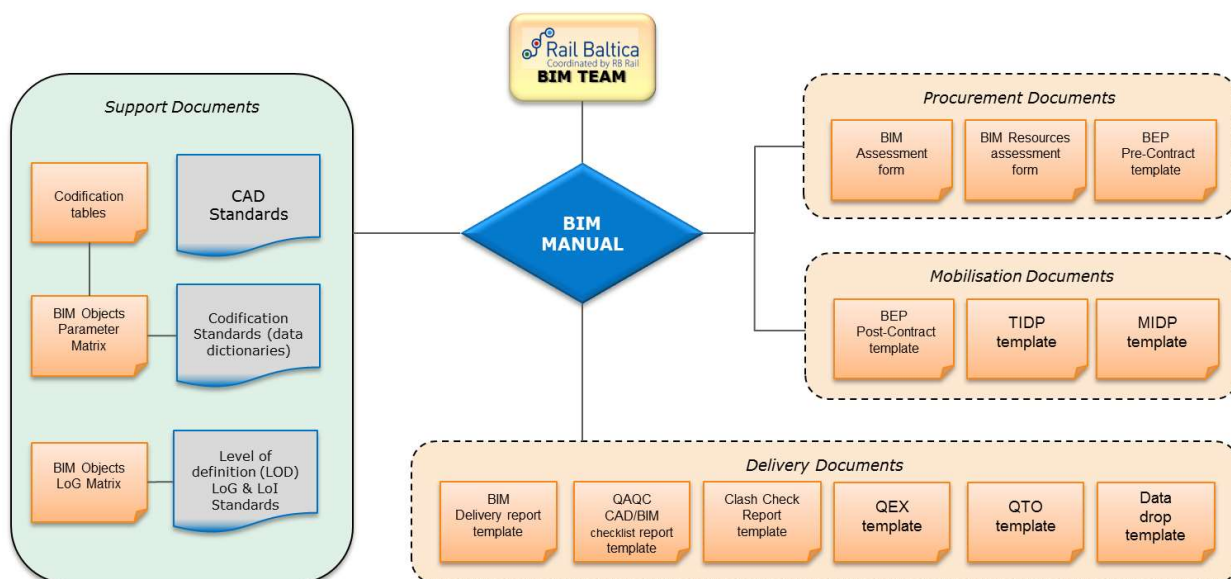 Rail Baltica
Coordinated by RB Rail
BIM TEAM
Support Documents
Codification
tables
CAD
Standards
BIM Objects
Parameter
Matrix
Codification
Standards (data
dictionaries)
BIM Objects
LoG Matrix
Level of
definition (LOD)
LoG & LoI
Standards
BIM
MANUAL
Procurement Documents
BIM
Assessment
form
BIM Resources
assessment
form
BEP
Pre-Contract
template
Mobilisation Documents
BEP
Post-Contract
template
TIDP
template
MIDP
template
Delivery Documents
BIM
Delivery report
template
QAQC
CAD/BIM
checklist report
template
Clash Check
Report
template
QEX
template
QTO
template
Data
drop
template